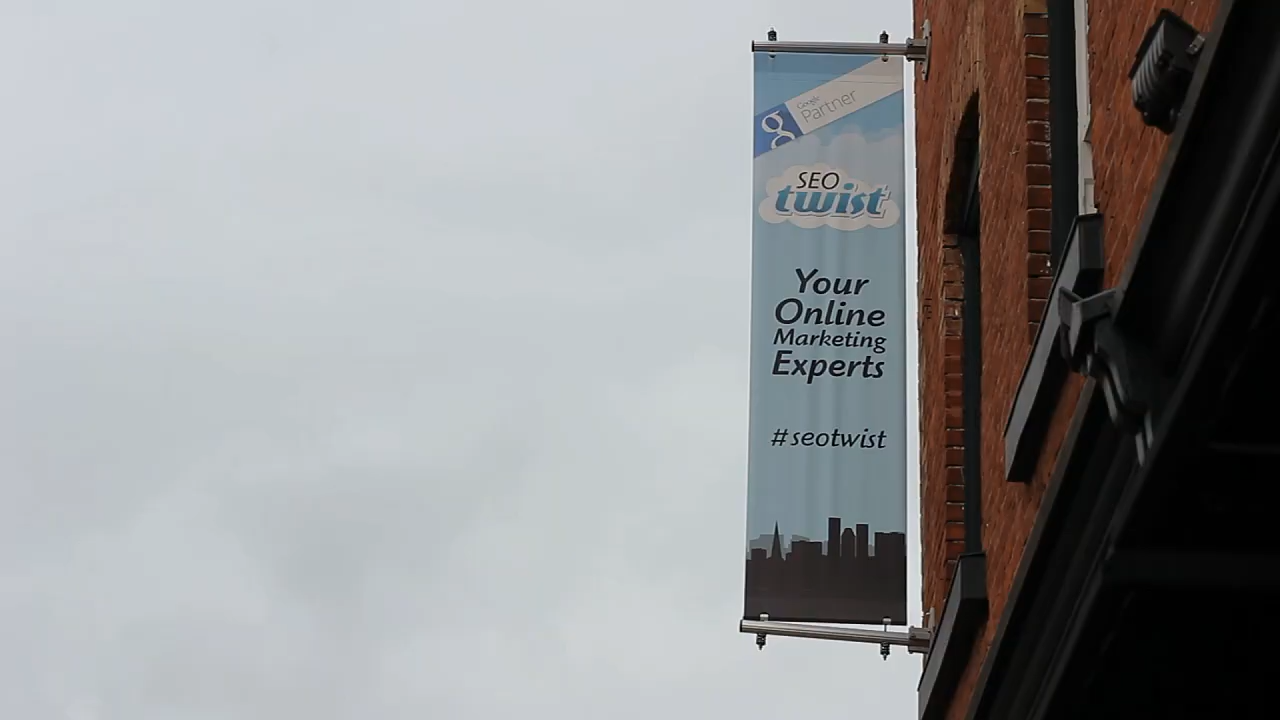 g Google
Partner
SEO
twist
Your
Online
Marketing
Experts
#seotwist